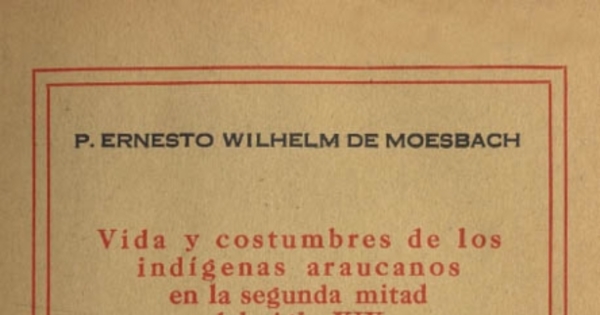 P. ERNESTO WILHELM DE MOESBACH
Vida y costumbres de los
indígenas araucanos
en la segunda mitad